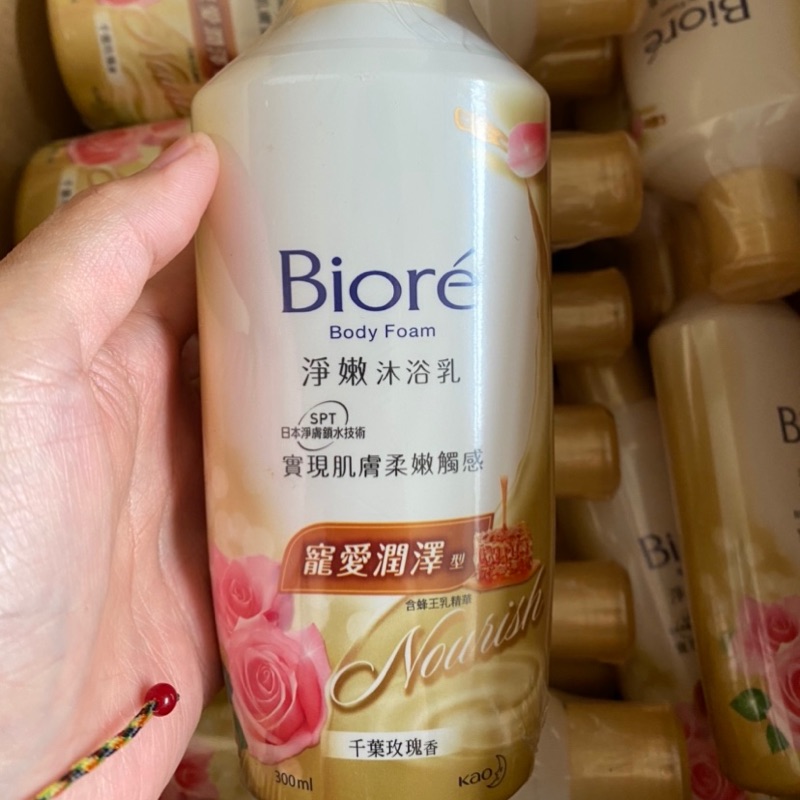 Bioré
Body Foam
淨嫩沐浴乳
SPT
日本淨膚鎖水技術
實現肌膚柔嫩觸感
寵愛潤澤型
含蜂王乳精華
Nourish
千葉玫瑰香
300ml
Kao
Bioré